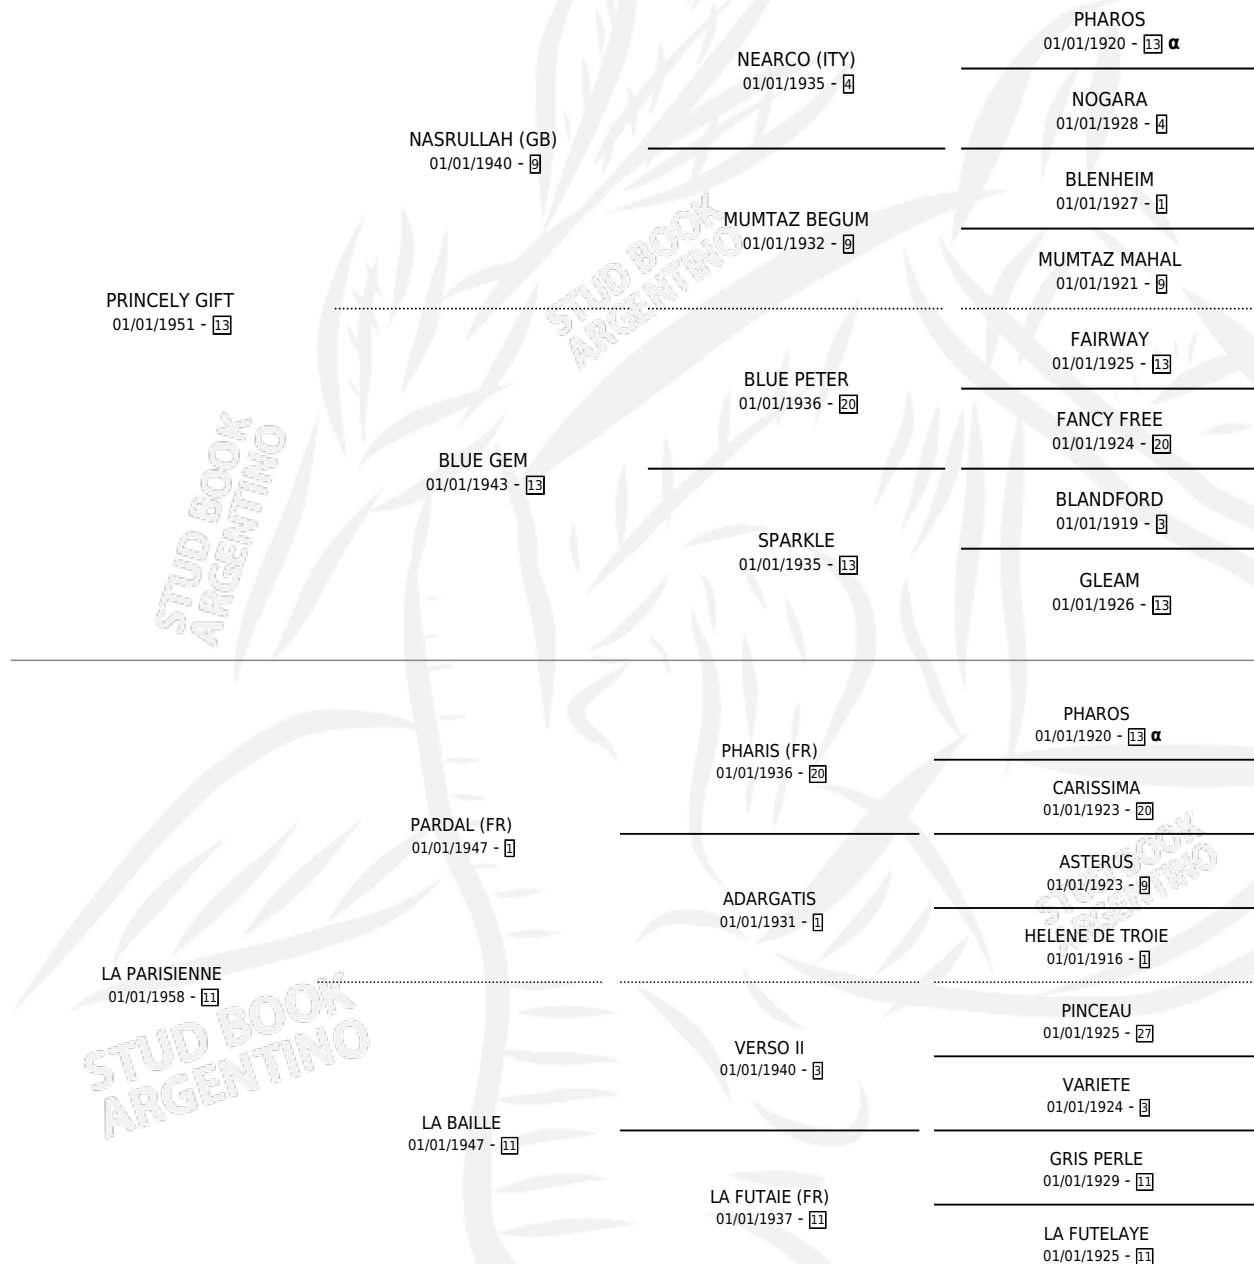 PHAROS
01/01/1920 - 13 α
NEARCO (ITY)
01/01/1935 - 4
NOGARA
01/01/1928 - 4
NASRULLAH (GB)
01/01/1940 - 9
BLENHEIM
01/01/1927 - 1
MUMTAZ BEGUM
01/01/1932 - 9
MUMTAZ MAHAL
01/01/1921 - 9
PRINCELY GIFT
01/01/1951 - 13
STUD BOOK
ARGENTINO
FAIRWAY
01/01/1925 - 13
BLUE PETER
01/01/1936 - 20
FANCY FREE
01/01/1924 - 20
BLUE GEM
01/01/1943 - 13
STUD BOOK
ARGENTINO
BLANDFORD
01/01/1919 - 3
SPARKLE
01/01/1935 - 13
GLEAM
01/01/1926 - 13
PHAROS
01/01/1920 - 13 α
PHARIS (FR)
01/01/1936 - 20
CARISSIMA
01/01/1923 - 20
PARDAL (FR)
01/01/1947 - 1
ASTERUS
01/01/1923 - 9
STUD BOOK
ARGENTINO
ADARGATIS
01/01/1931 - 1
HELENE DE TROIE
01/01/1916 - 1
LA PARISIENNE
01/01/1958 - 11
STUD BOOK
ARGENTINO
PINCEAU
01/01/1925 - 27
VERSO II
01/01/1940 - 3
VARIETE
01/01/1924 - 3
LA BAILLE
01/01/1947 - 11
GRIS PERLE
01/01/1929 - 11
LA FUTAIE (FR)
01/01/1937 - 11
LA FUTELAYE
01/01/1925 - 11